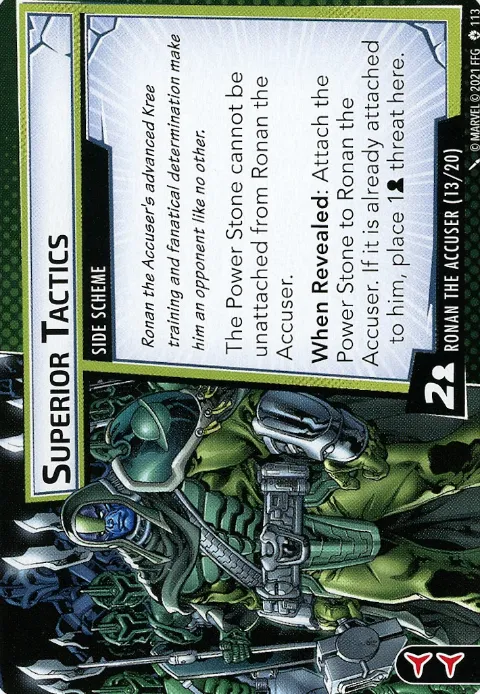 SUPERIOR TACTICS
SIDE SCHEME
Ronan the Accuser's advanced Kree
training and fanatical determination make
him an opponent like no other.
The Power Stone cannot be
unattached from Ronan the
Accuser.
When Revealed: Attach the
Power Stone to Ronan the
Accuser. If it is already attached
to him, place 1 threat here.
2
RONAN THE ACCUSER (13/20)
© MARVEL © 2021 FFG 113